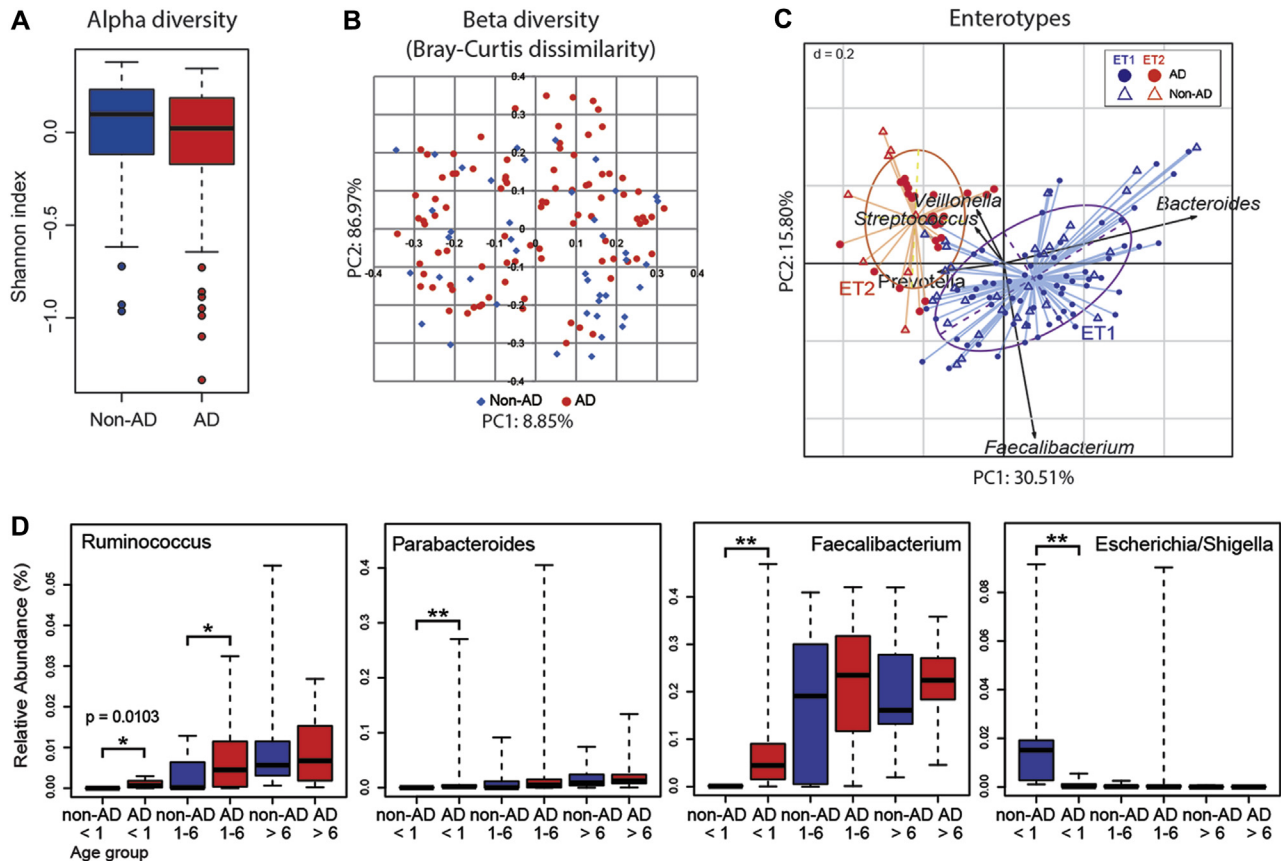 A
Alpha diversity
Shannon index
0.0
-0.5
-1.0
Non-AD
AD
B
Beta diversity
(Bray-Curtis dissimilarity)
PC2: 86.97%
0.4
0.3
0.2
0.1
0
-0.1
-0.2
-0.3
-0.4
-0.4 -0.3 -0.2 -0.1 0 0.1 0.2 0.3 0.4
Non-AD AD
PC1: 8.85%
C
Enterotypes
d = 0.2
ET1 ET2
AD
Non-AD
Veillonella
Streptococcus
Bacteroides
Prevotella
ET2
ET1
Faecalibacterium
PC2: 15.80%
PC1: 30.51%
D
Relative Abundance (%)
Ruminococcus
0.05
0.04
0.03
0.02
0.01
0.00
p = 0.0103
*
*
non-AD AD non-AD AD non-AD AD
< 1 < 1 1-6 1-6 > 6 > 6
Age group
Parabacteroides
0.4
0.3
0.2
0.1
0.0
**
non-AD AD non-AD AD non-AD AD
< 1 < 1 1-6 1-6 > 6 > 6
Faecalibacterium
0.4
0.2
0.1
0.0
**
non-AD AD non-AD AD non-AD AD
< 1 < 1 1-6 1-6 > 6 > 6
Escherichia/Shigella
0.08
0.06
0.04
0.02
0.00
**
non-AD AD non-AD AD non-AD AD
< 1 < 1 1-6 1-6 > 6 > 6